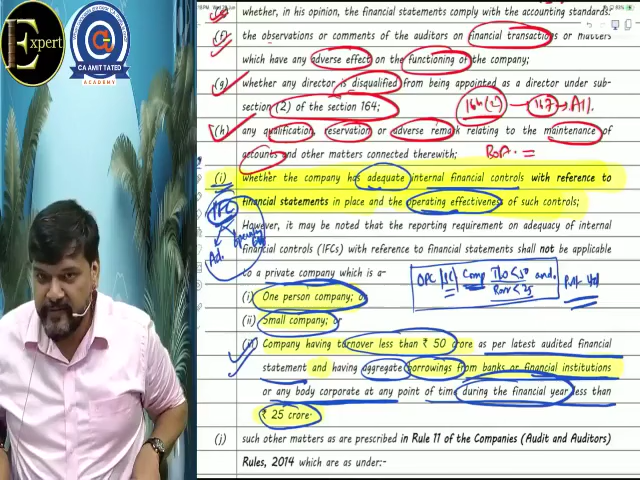 Expert
CA AMIT TATED
ACADEMY
(e) whether, in his opinion, the financial statements comply with the accounting standards.
(f) the observations or comments of the auditors on financial transactions or matters
which have any adverse effect on the functioning of the company;
(g) whether any director is disqualified from being appointed as a director under sub-
section (2) of the section 164;
164(2) → 167 →
(h) any qualification, reservation or adverse remark relating to the maintenance of
accounts and other matters connected therewith;
(i) whether the company has adequate internal financial controls with reference to
financial statements in place and the operating effectiveness of such controls;
IFC
However, it may be noted that the reporting requirement on adequacy of internal
financial controls (IFCs) with reference to financial statements shall not be applicable
to a private company which is a-
OPC | SC | Comp T/o < 50 and
< 25
(i) One person company; or
(ii) Small company; or
(iii) Company having turnover less than ₹ 50 crore as per latest audited financial
statement and having aggregate borrowings from banks or financial institutions
or any body corporate at any point of time during the financial year less than
₹ 25 crore.
(j) such other matters as are prescribed in Rule 11 of the Companies (Audit and Auditors)
Rules, 2014 which are as under:-